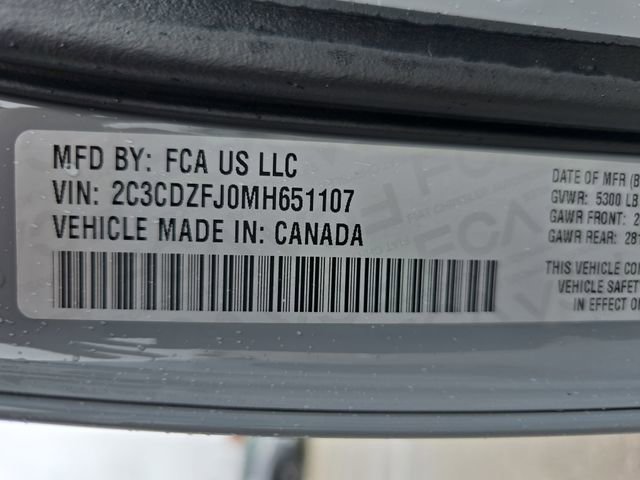 MFD BY: FCA US LLC
VIN: 2C3CDZFJ0MH651107
VEHICLE MADE IN: CANADA
DATE OF MFR
GVWR: 5300 LB
GAWR FRONT:
GAWR REAR:
THIS VEHICLE
VEHICLE SAFETY
IN EFFECT